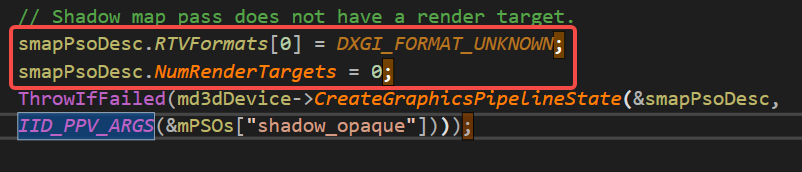 // Shadow map pass does not have a render target.
smapPsoDesc.RTVFormats[0] = DXGI_FORMAT_UNKNOWN;
smapPsoDesc.NumRenderTargets = 0;
ThrowIfFailed(md3dDevice->CreateGraphicsPipelineState(&smapPsoDesc,
IID_PPV_ARGS(&mPSOs["shadow_opaque"])));